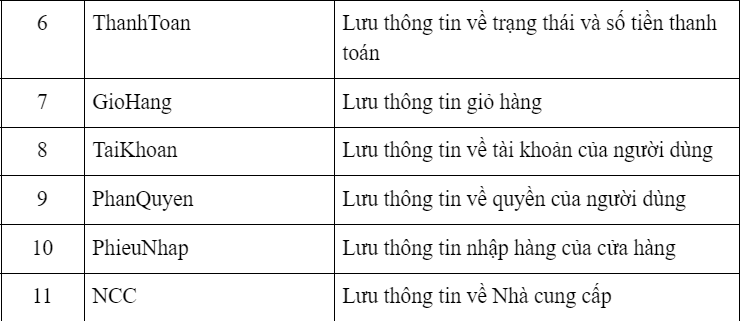 6 ThanhToan Lưu thông tin về trạng thái và số tiền thanh
toán
7 GioHang Lưu thông tin giỏ hàng
8 TaiKhoan Lưu thông tin về tài khoản của người dùng
9 PhanQuyen Lưu thông tin về quyền của người dùng
10 PhieuNhap Lưu thông tin nhập hàng của cửa hàng
11 NCC Lưu thông tin về Nhà cung cấp